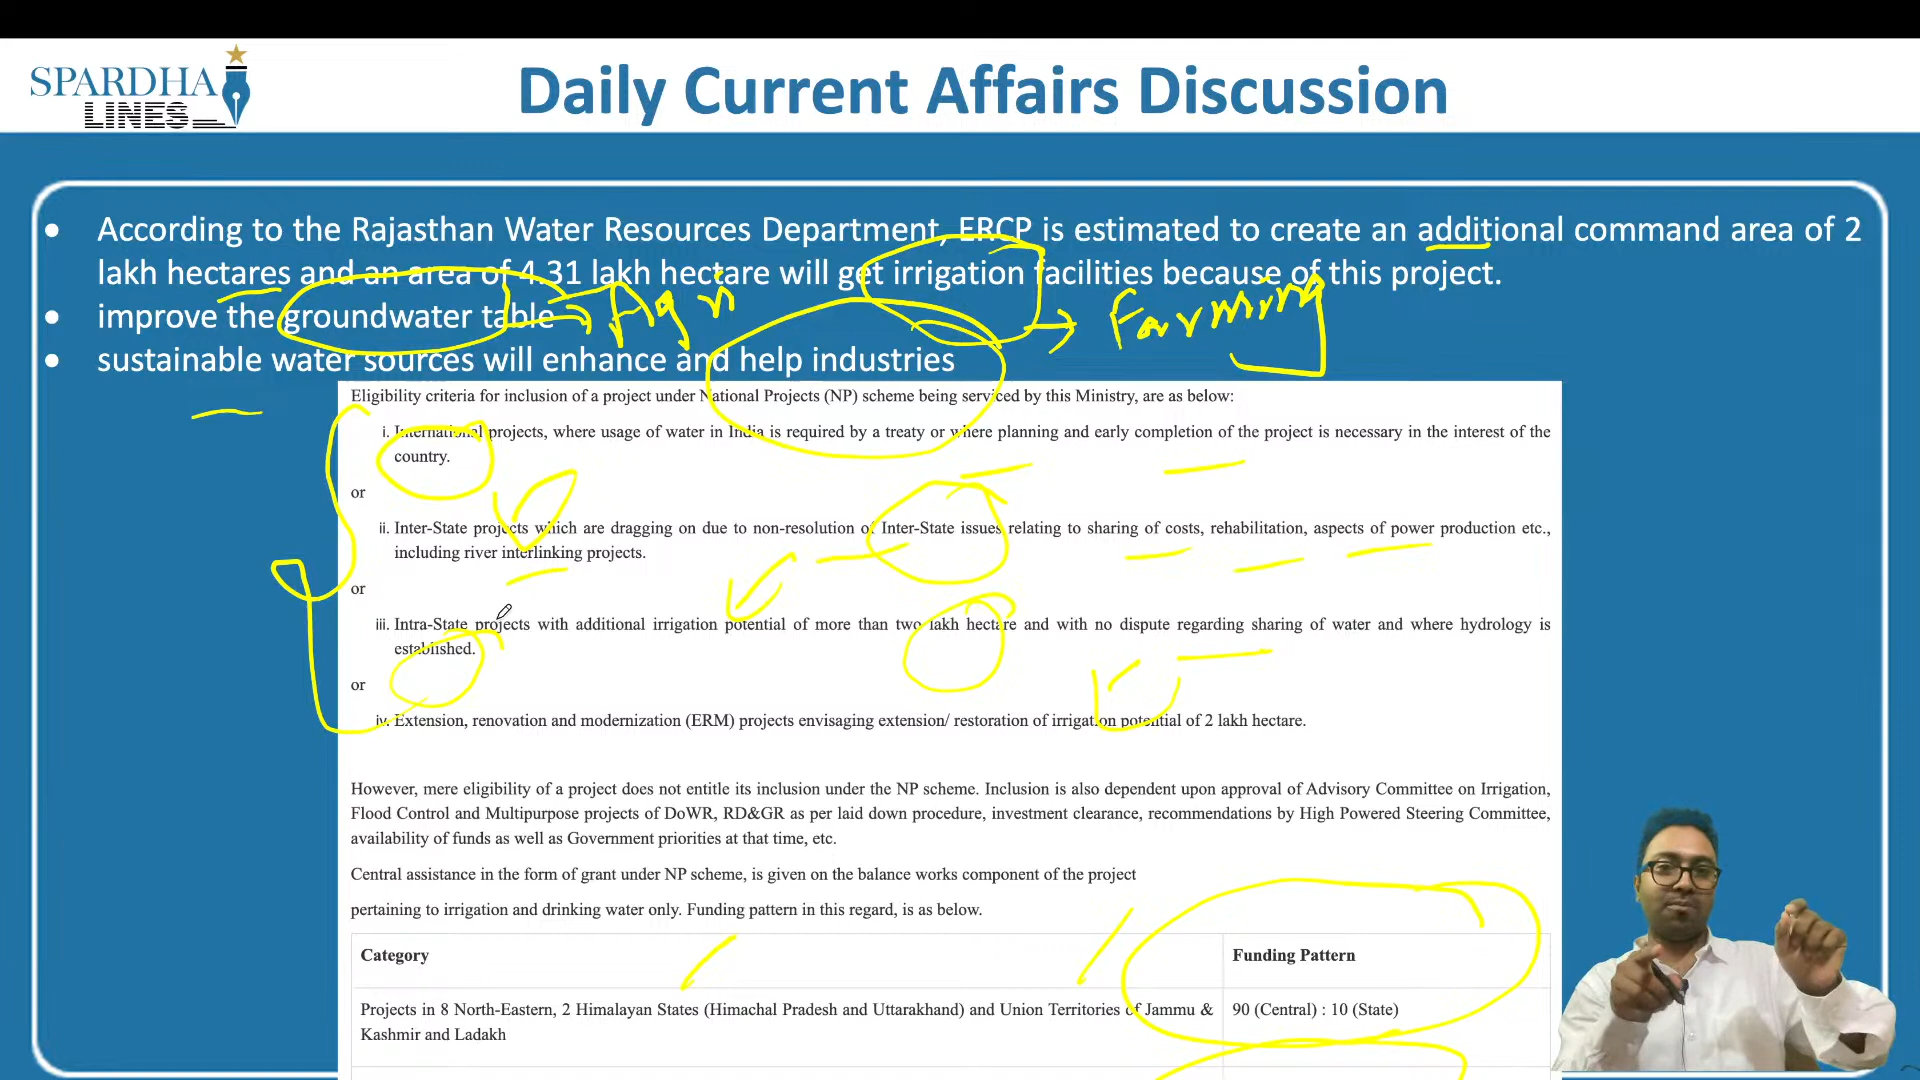 SPARDHA
LINES
Daily Current Affairs Discussion
• According to the Rajasthan Water Resources Department, ERCP is estimated to create an additional command area of 2
lakh hectares and an area of 4.31 lakh hectare will get irrigation facilities because of this project.
• improve the groundwater table
Agri
Farming
• sustainable water sources will enhance and help industries
Eligibility criteria for inclusion of a project under National Projects (NP) scheme being serviced by this Ministry, are as below:
i. International projects, where usage of water in India is required by a treaty or where planning and early completion of the project is necessary in the interest of the
country.
or
ii. Inter-State projects which are dragging on due to non-resolution of Inter-State issues relating to sharing of costs, rehabilitation, aspects of power production etc.,
including river interlinking projects.
or
iii. Intra-State projects with additional irrigation potential of more than two lakh hectare and with no dispute regarding sharing of water and where hydrology is
established.
or
iv. Extension, renovation and modernization (ERM) projects envisaging extension/ restoration of irrigation potential of 2 lakh hectare.
However, mere eligibility of a project does not entitle its inclusion under the NP scheme. Inclusion is also dependent upon approval of Advisory Committee on Irrigation,
Flood Control and Multipurpose projects of DoWR, RD&GR as per laid down procedure, investment clearance, recommendations by High Powered Steering Committee,
availability of funds as well as Government priorities at that time, etc.
Central assistance in the form of grant under NP scheme, is given on the balance works component of the project
pertaining to irrigation and drinking water only. Funding pattern in this regard, is as below.
Category Funding Pattern
Projects in 8 North-Eastern, 2 Himalayan States (Himachal Pradesh and Uttarakhand) and Union Territories of Jammu & 90 (Central) : 10 (State)
Kashmir and Ladakh